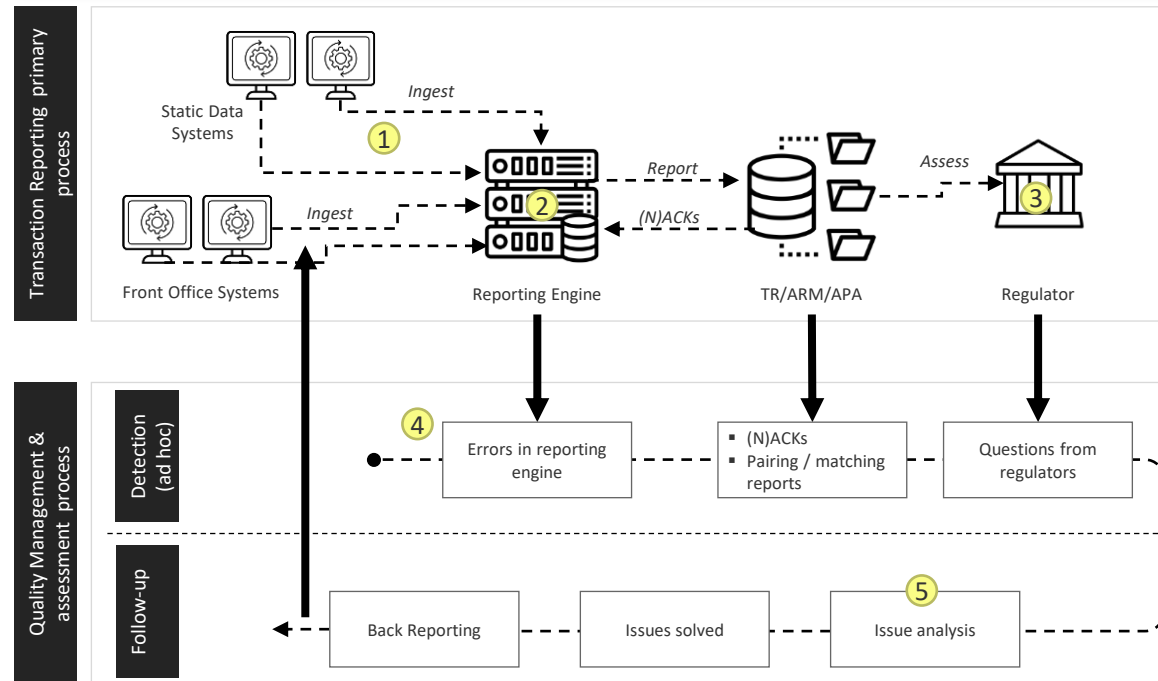 Transaction Reporting primary
process
Static Data
Systems
Ingest
1
Ingest
Front Office Systems
2
Reporting Engine
Report
(N)ACKs
TR/ARM/APA
Assess
3
Regulator
Quality Management &
assessment process
Detection
(ad hoc)
4
Errors in reporting
engine
▪ (N)ACKs
▪ Pairing / matching
reports
Questions from
regulators
Follow-up
Back Reporting
Issues solved
5
Issue analysis